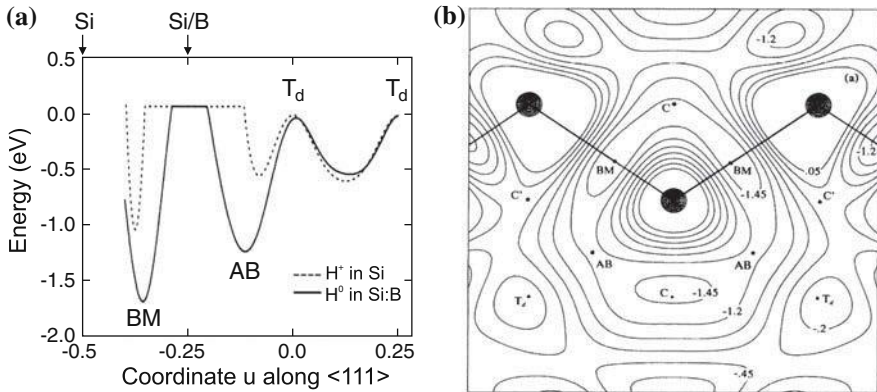 (a)
Si
Si/B
0.5
0.0
-0.5
-1.0
-1.5
-2.0
Energy (eV)
T_d
T_d
BM
AB
H⁺ in Si
H⁰ in Si:B
-0.5
-0.25
0.0
0.25
Coordinate u along <111>
(b)
-1.2
(a)
C'
BM
BM
-1.2
.05
-1.45
C'
C'
AB
AB
C
-1.45
T_d
T_d
-1.2
-.2
-.45